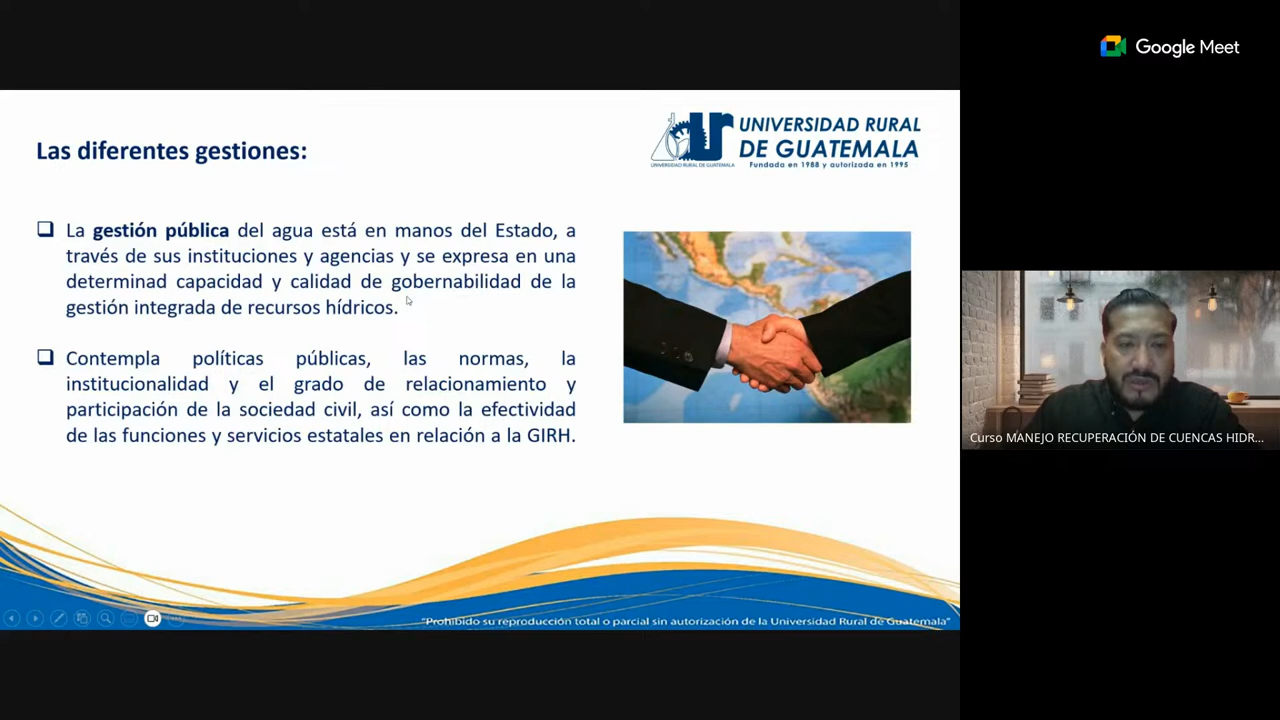 Google Meet
UNIVERSIDAD RURAL
DE GUATEMALA
Fundada en 1988 y autorizada en 1995
UNIVERSIDAD RURAL DE GUATEMALA
Las diferentes gestiones:
La gestión pública del agua está en manos del Estado, a
través de sus instituciones y agencias y se expresa en una
determinad capacidad y calidad de gobernabilidad de la
gestión integrada de recursos hídricos.
Contempla políticas públicas, las normas, la
institucionalidad y el grado de relacionamiento y
participación de la sociedad civil, así como la efectividad
de las funciones y servicios estatales en relación a la GIRH.
Curso MANEJO RECUPERACIÓN DE CUENCAS HIDR...
"Prohibido su reproducción total o parcial sin autorización de la Universidad Rural de Guatemala"